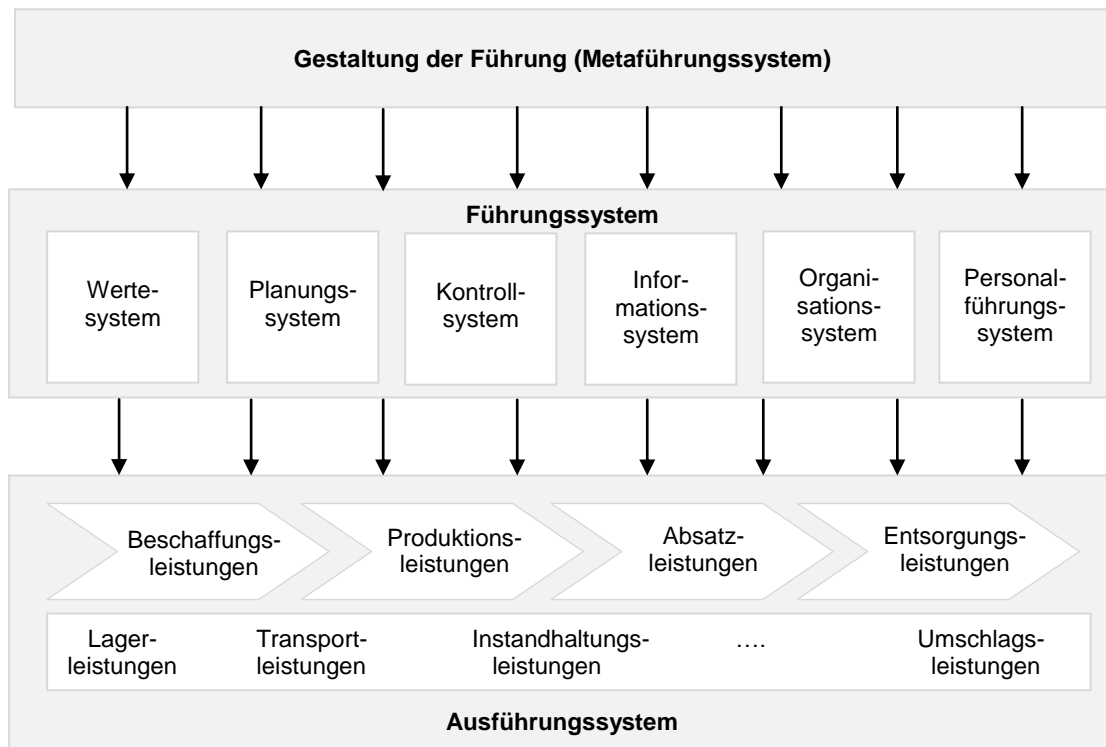 Gestaltung der Führung (Metaführungssystem)
Führungssystem
Werte-
system
Planungs-
system
Kontroll-
system
Infor-
mations-
system
Organi-
sations-
system
Personal-
führungs-
system
Beschaffungs-
leistungen
Produktions-
leistungen
Absatz-
leistungen
Entsorgungs-
leistungen
Lager-
leistungen
Transport-
leistungen
Instandhaltungs-
leistungen
….
Umschlags-
leistungen
Ausführungssystem